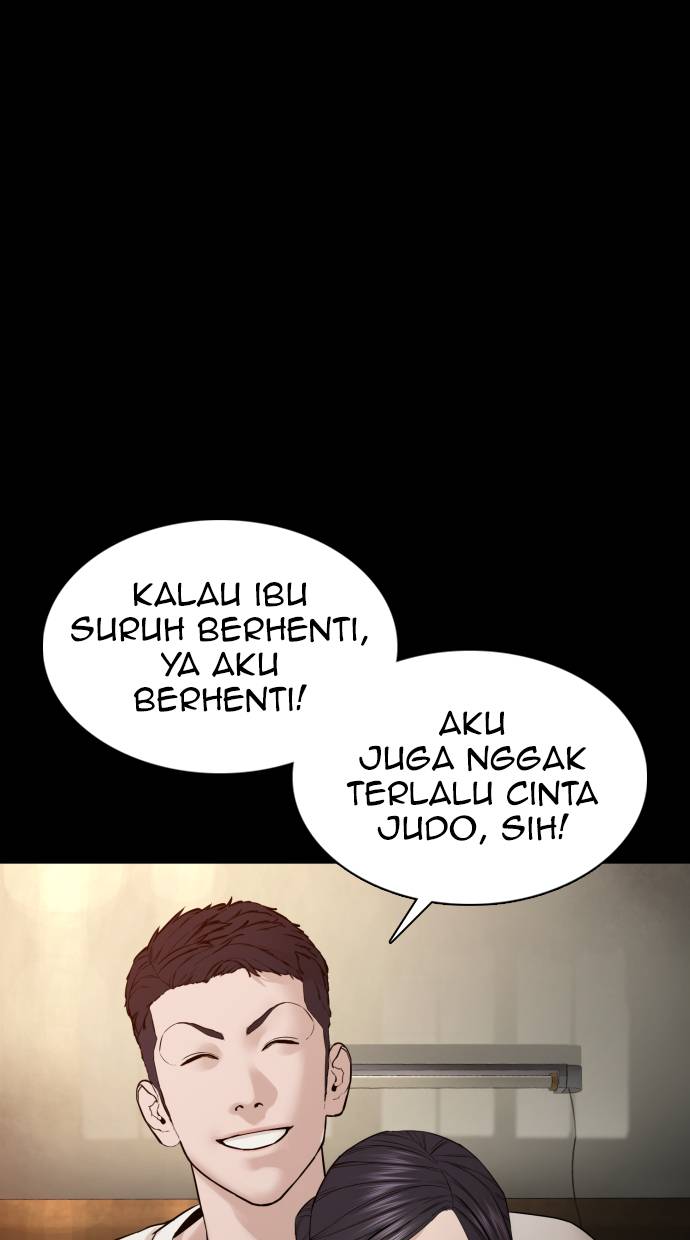 KALAU IBU
SURUH BERHENTI,
YA AKU
BERHENTI!
AKU
JUGA NGGAK
TERLALU CINTA
JUDO, SIH!